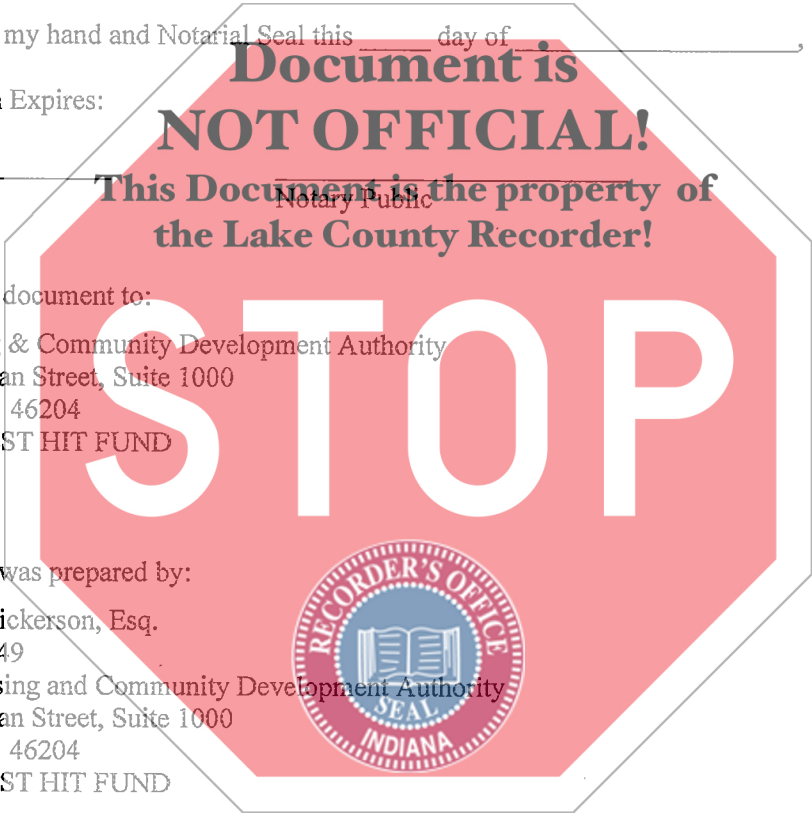 my hand and Notarial Seal this ______ day of ______________________,
Document is
Expires:
NOT OFFICIAL!
This Document is the property of
Notary Public
the Lake County Recorder!
document to:
& Community Development Authority
an Street, Suite 1000
46204
ST HIT FUND
STOP
was prepared by:
ickerson, Esq.
49
sing and Community Development Authority
an Street, Suite 1000
46204
ST HIT FUND
RECORDER'S OFFICE
SEAL
INDIANA